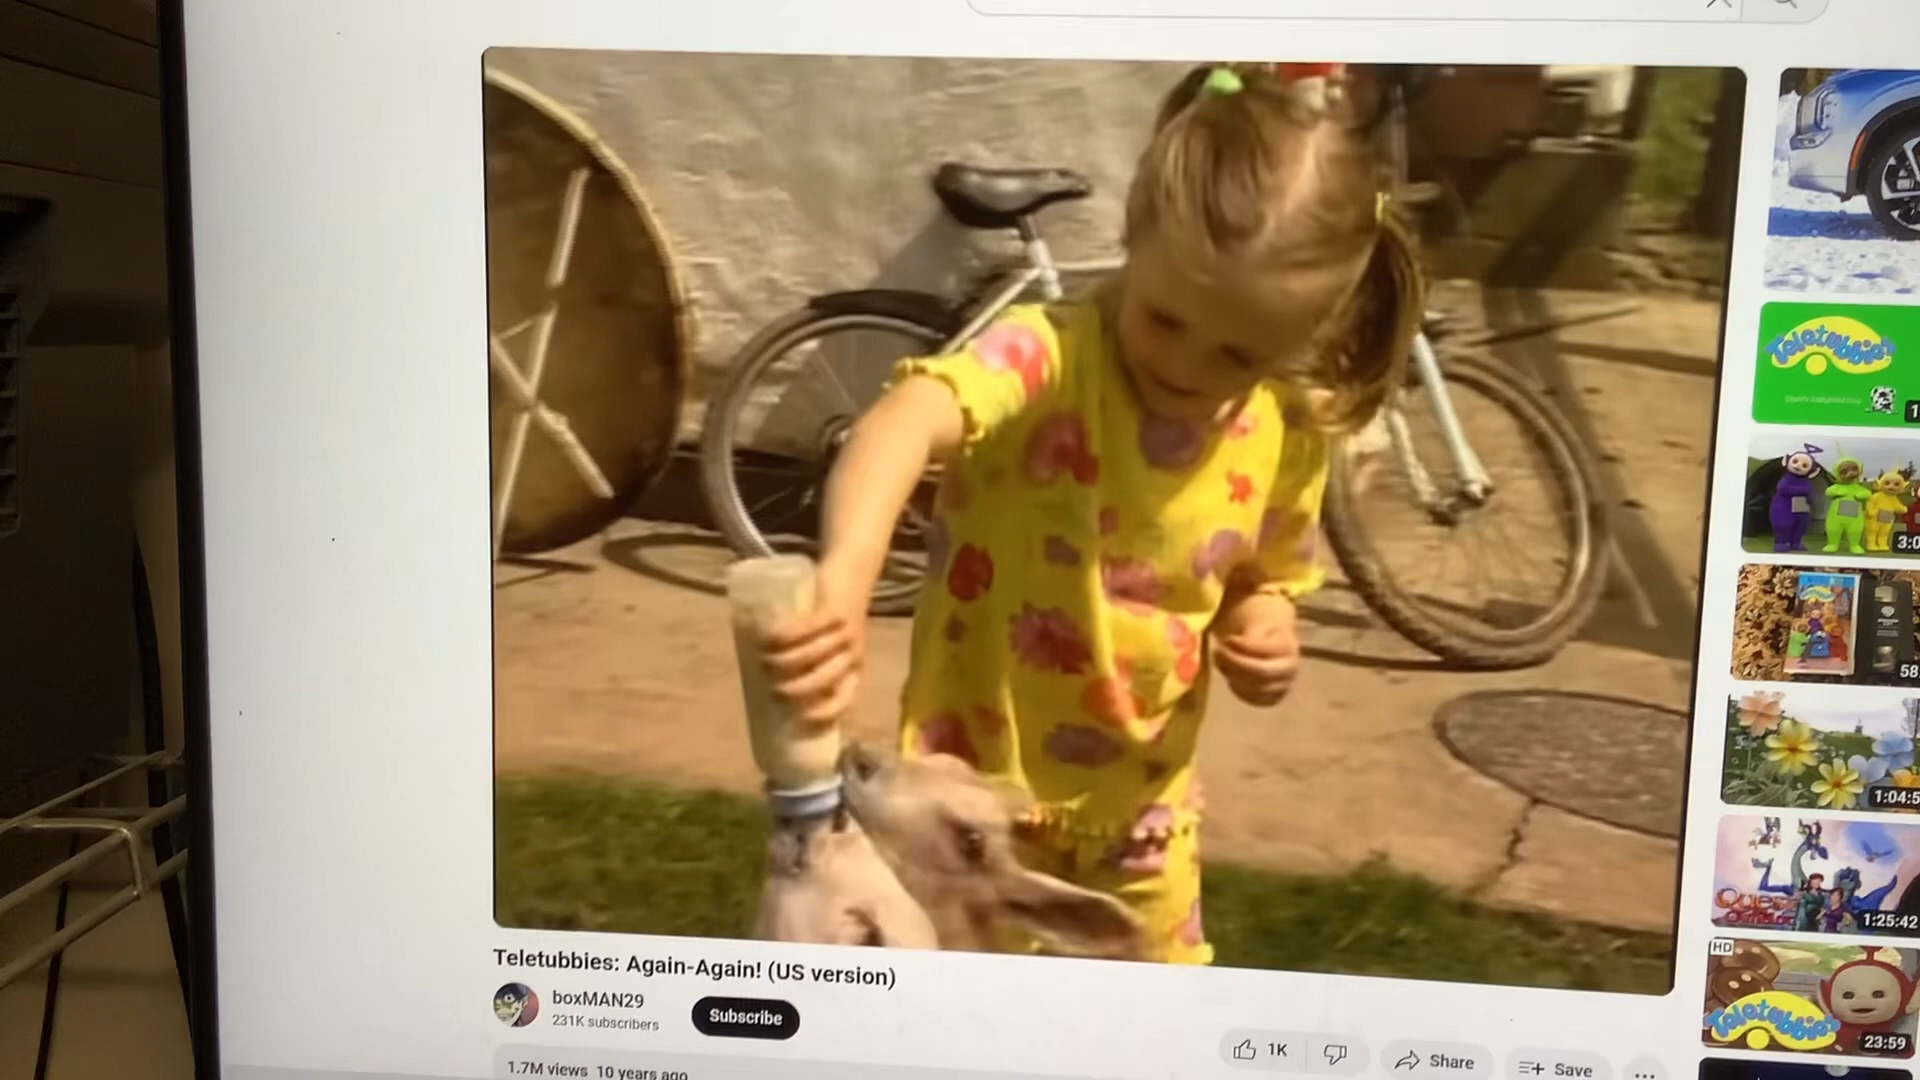 Teletubbies: Again-Again! (US version)
boxMAN29
231K subscribers
Subscribe
1K
Share
Save
1.7M views 10 years ago
Teletubbies
3:0
58
1:04:5
Quest
1:25:42
HD
Teletubbies
23:59